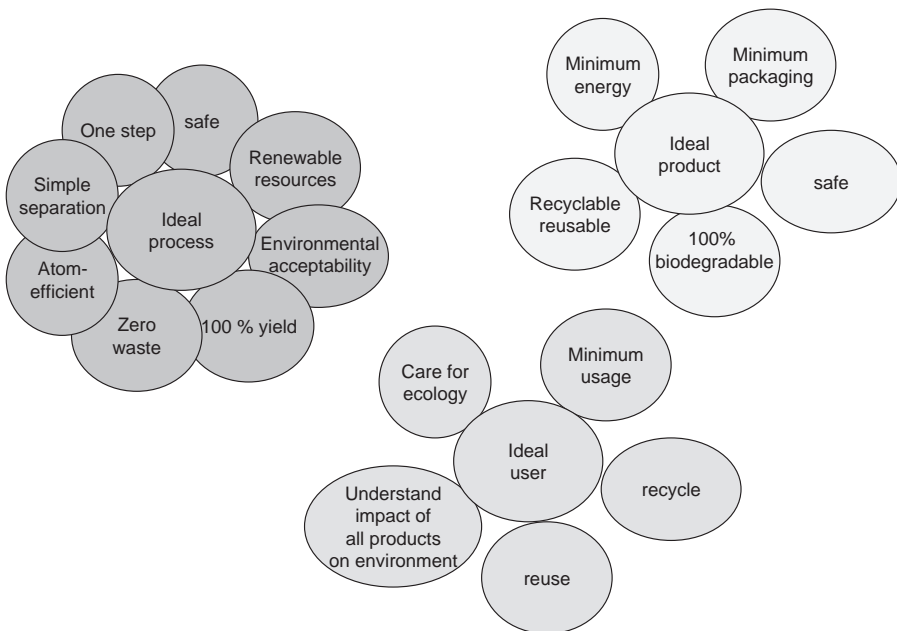 One step
safe
Renewable
resources
Simple
separation
Ideal
process
Environmental
acceptability
Atom-
efficient
Zero
waste
100 % yield
Minimum
energy
Minimum
packaging
Ideal
product
safe
Recyclable
reusable
100%
biodegradable
Care for
ecology
Minimum
usage
Ideal
user
recycle
Understand
impact of
all products
on environment
reuse